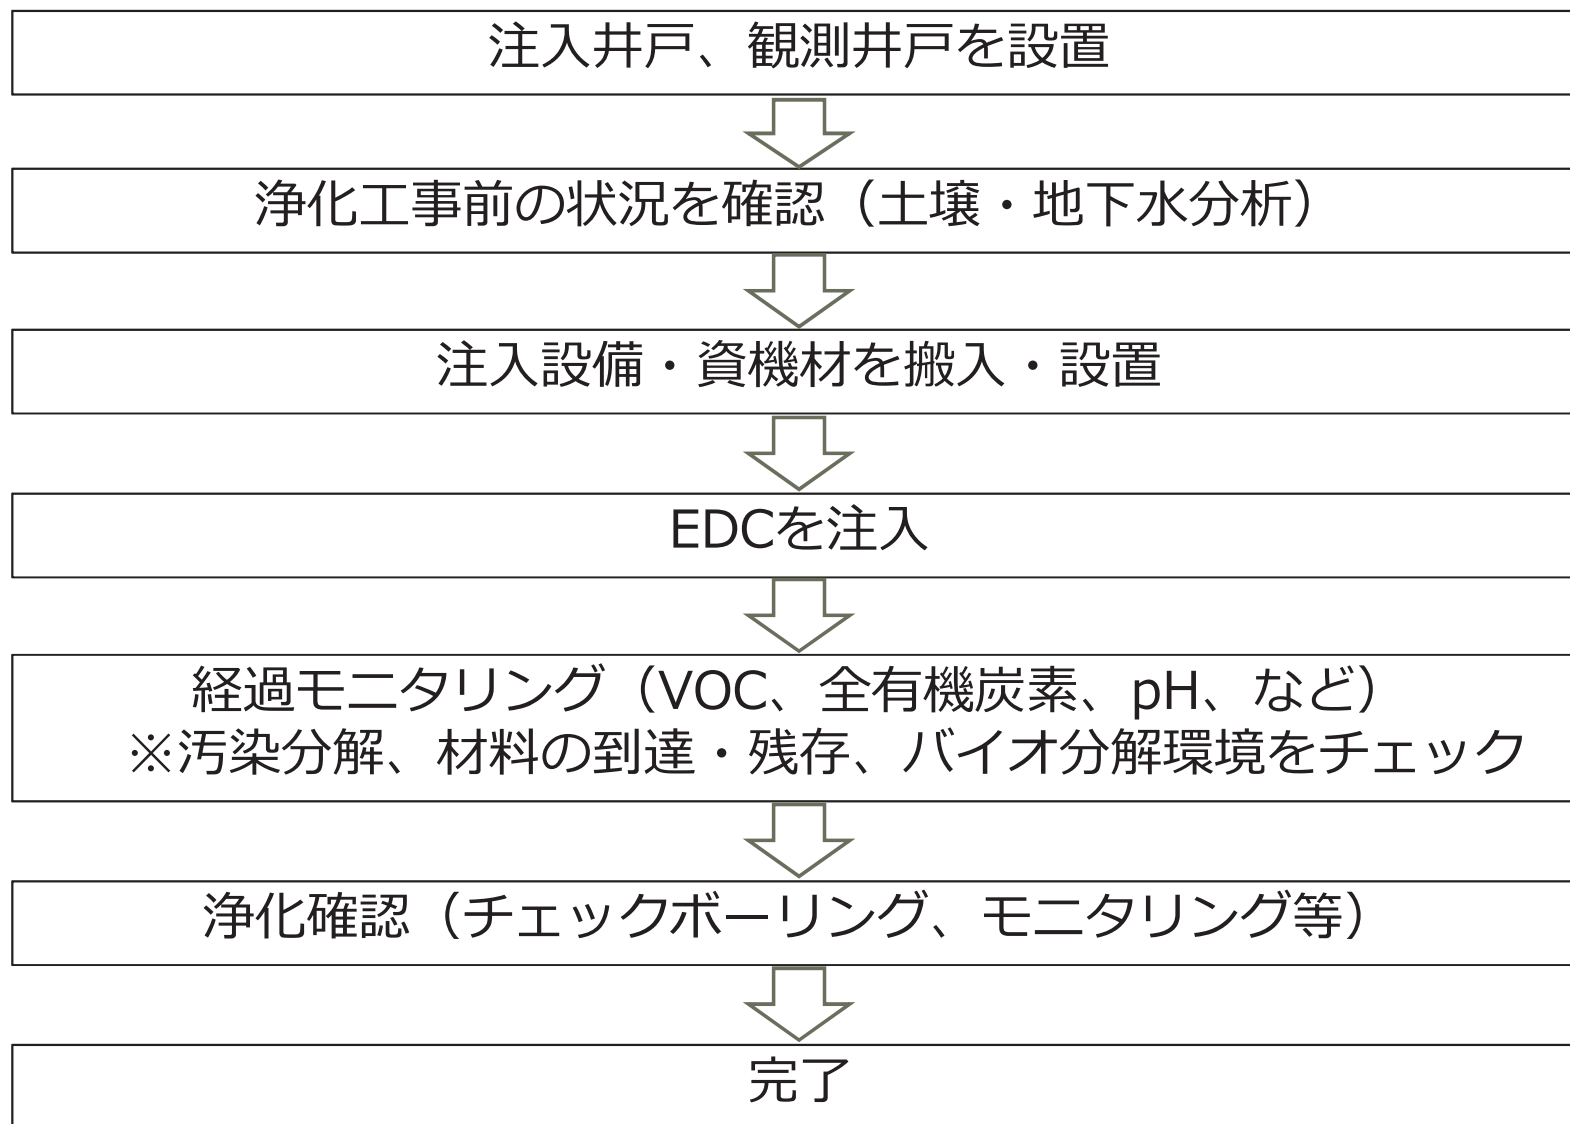 注入井戸、観測井戸を設置
浄化工事前の状況を確認（土壌・地下水分析）
注入設備・資機材を搬入・設置
EDCを注入
経過モニタリング（VOC、全有機炭素、pH、など）
※汚染分解、材料の到達・残存、バイオ分解環境をチェック
浄化確認（チェックボーリング、モニタリング等）
完了